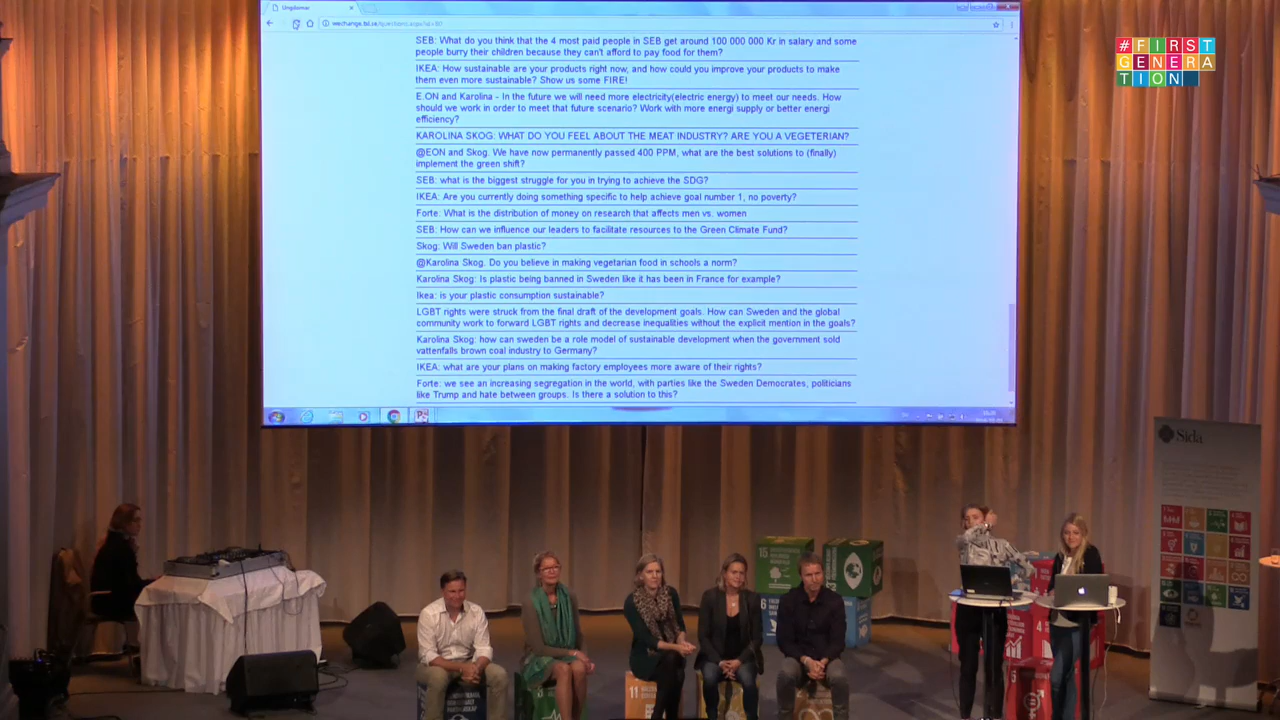 Ungdomar
wechange.txl.se
SEB: What do you think that the 4 most paid people in SEB get around 100 000 000 Kr in salary and some
people burry their children because they can't afford to pay food for them?
IKEA: How sustainable are your products right now, and how could you improve your products to make
them even more sustainable? Show us some FIRE!
E.ON and Karolina - In the future we will need more electricity(electric energy) to meet our needs. How
should we work in order to meet that future scenario? Work with more energi supply or better energi
efficiency?
KAROLINA SKOG: WHAT DO YOU FEEL ABOUT THE MEAT INDUSTRY? ARE YOU A VEGETERIAN?
@EON and Skog. We have now permanently passed 400 PPM, what are the best solutions to (finally)
implement the green shift?
SEB: what is the biggest struggle for you in trying to achieve the SDG?
IKEA: Are you currently doing something specific to help achieve goal number 1, no poverty?
Forte: What is the distribution of money on research that affects men vs. women
SEB: How can we influence our leaders to facilitate resources to the Green Climate Fund?
Skog: Will Sweden ban plastic?
@Karolina Skog. Do you believe in making vegetarian food in schools a norm?
Karolina Skog: Is plastic being banned in Sweden like it has been in France for example?
Ikea: is your plastic consumption sustainable?
LGBT rights were struck from the final draft of the development goals. How can Sweden and the global
community work to forward LGBT rights and decrease inequalities without the explicit mention in the goals?
Karolina Skog: how can sweden be a role model of sustainable development when the government sold
vattenfalls brown coal industry to Germany?
IKEA: what are your plans on making factory employees more aware of their rights?
Forte: we see an increasing segregation in the world, with parties like the Sweden Democrats, politicians
like Trump and hate between groups. Is there a solution to this?
#FIRST
GENERA
TION
Sida
15
13
6
11
4
5